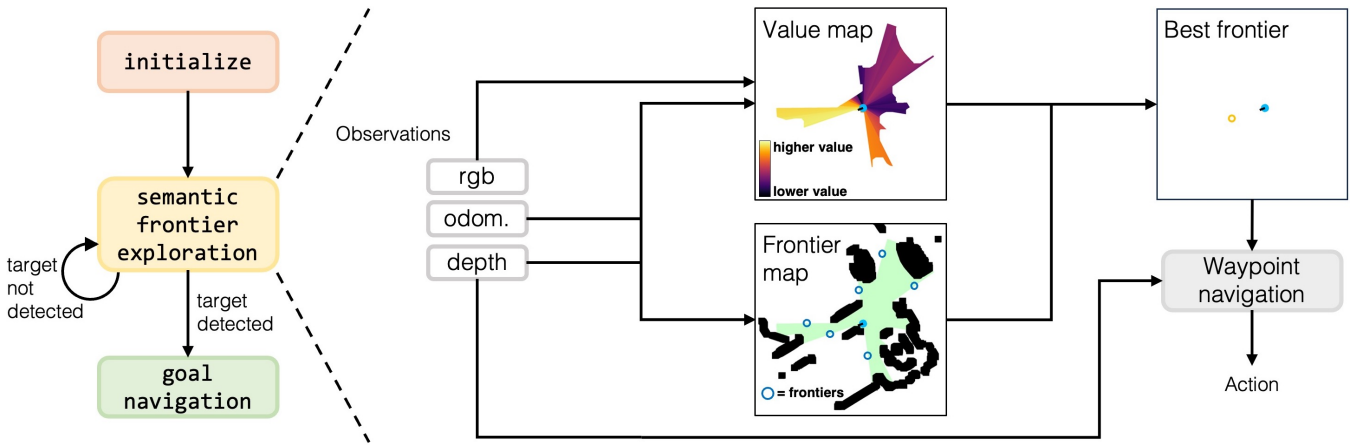 initialize
semantic
frontier
exploration
target
not
detected
target
detected
goal
navigation
Observations
rgb
odom.
depth
Value map
higher value
lower value
Frontier
map
= frontiers
Best frontier
Waypoint
navigation
Action